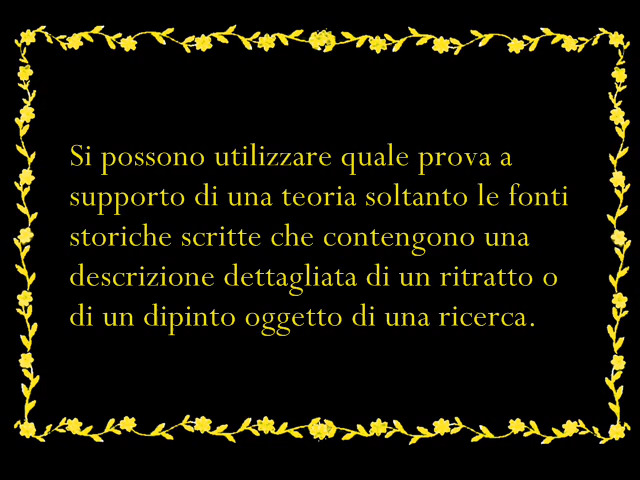 Si possono utilizzare quale prova a
supporto di una teoria soltanto le fonti
storiche scritte che contengono una
descrizione dettagliata di un ritratto o
di un dipinto oggetto di una ricerca.